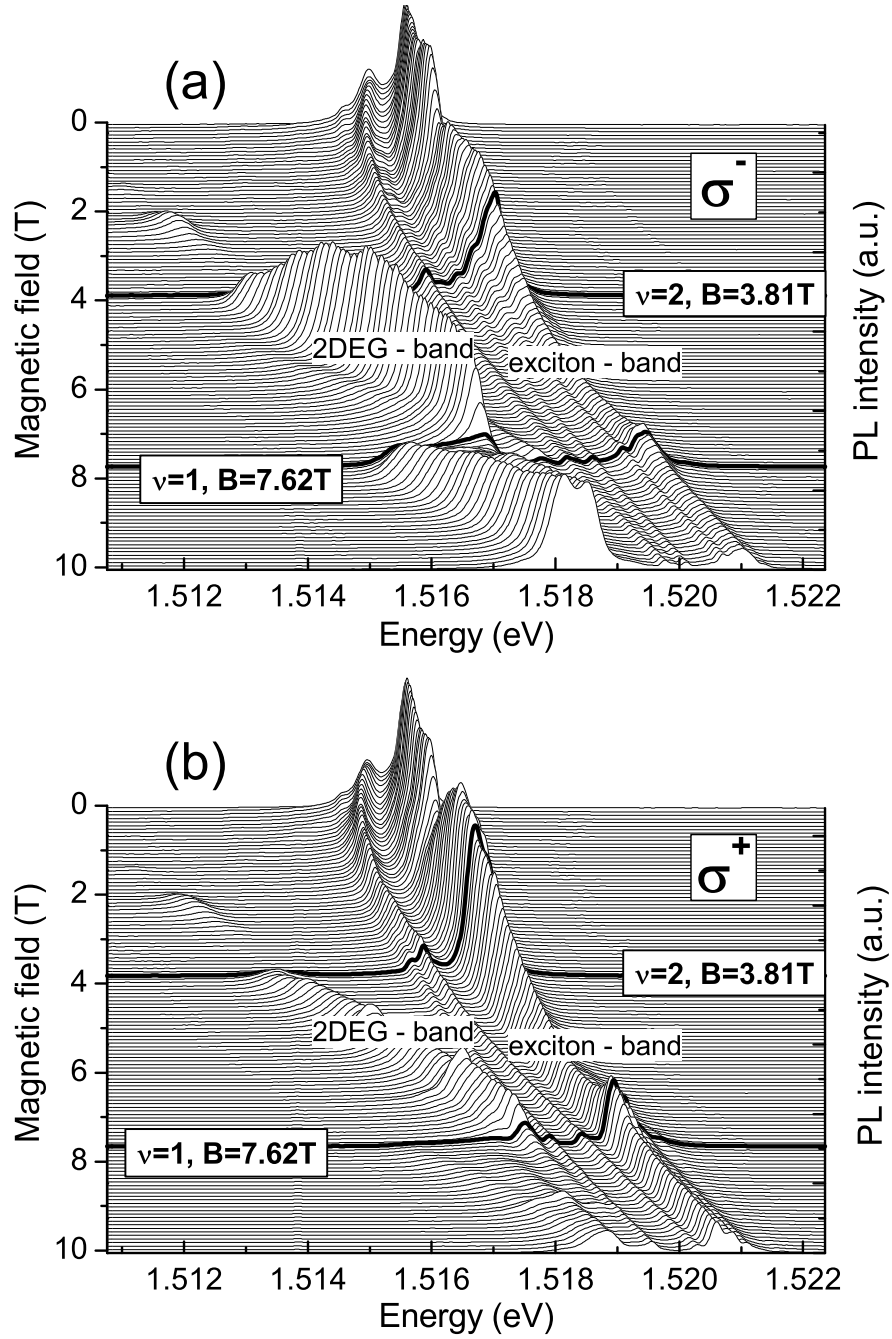 (a)
0
σ-
2
ν=2, B=3.81T
4
2DEG - band
exciton - band
6
ν=1, B=7.62T
8
10
Magnetic field (T)
PL intensity (a.u.)
1.512 1.514 1.516 1.518 1.520 1.522
Energy (eV)
(b)
0
σ+
2
ν=2, B=3.81T
4
2DEG - band
exciton - band
6
ν=1, B=7.62T
8
10
Magnetic field (T)
PL intensity (a.u.)
1.512 1.514 1.516 1.518 1.520 1.522
Energy (eV)